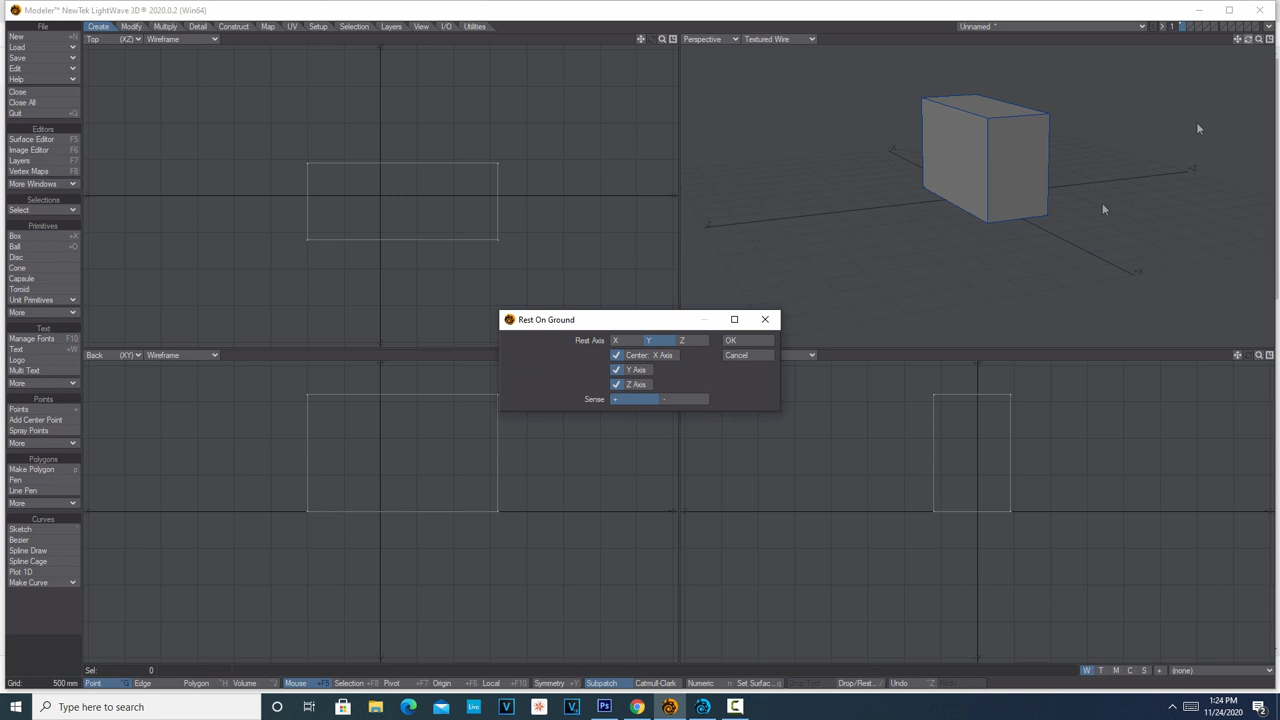 Modeler™ NewTek LightWave 3D® 2020.0.2 (Win64)
File Create Modify Multiply Detail Construct Map UV Setup Selection Layers View I/O Utilities Unnamed * 1
New +N
Load
Save
Edit
Help
Close
Close All
Quit +Q
Editors
Surface Editor F5
Image Editor F6
Layers F7
Vertex Maps F8
More Windows
Selections
Select
Primitives
Box +X
Ball +O
Disc
Cone
Capsule
Toroid
Unit Primitives
More
Text
Manage Fonts F10
Text +W
Logo
Multi Text
More
Points
Points +
Add Center Point
Spray Points
More
Polygons
Make Polygon p
Pen
Line Pen
More
Curves
Sketch
Bezier
Spline Draw
Spline Cage
Plot 1D
Make Curve
Top (XZ) Wireframe
Perspective Textured Wire
+Z
+X
Back (XY) Wireframe
Rest On Ground
Rest Axis X Y Z OK
Center: X Axis Cancel
Y Axis
Z Axis
Sense + -
Sel: 0 W T M C S + (none)
Grid: 500 mm Point ^G Edge Polygon ^H Volume ^J Mouse +F5 Selection +F8 Pivot +F7 Origin +F6 Local +F10 Symmetry +Y Subpatch Catmull-Clark Numeric n Set Surfac... q Drop/Rest... / Undo ^Z
Type here to search
1:24 PM
11/24/2020
2